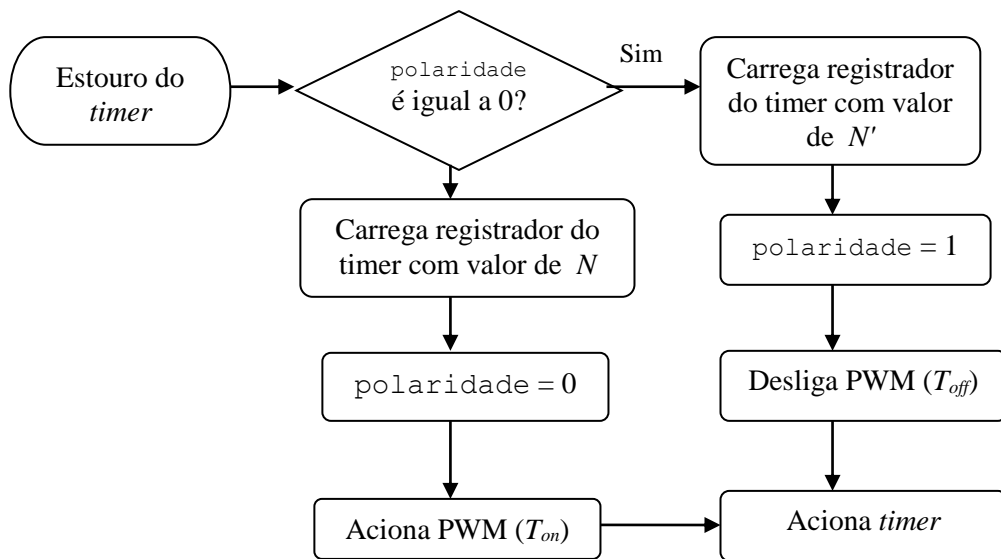 Estouro do
timer
polaridade
é igual a 0?
Sim
Carrega registrador
do timer com valor
de N'
Carrega registrador do
timer com valor de N
polaridade = 1
polaridade = 0
Desliga PWM (Toff)
Aciona PWM (Ton)
Aciona timer